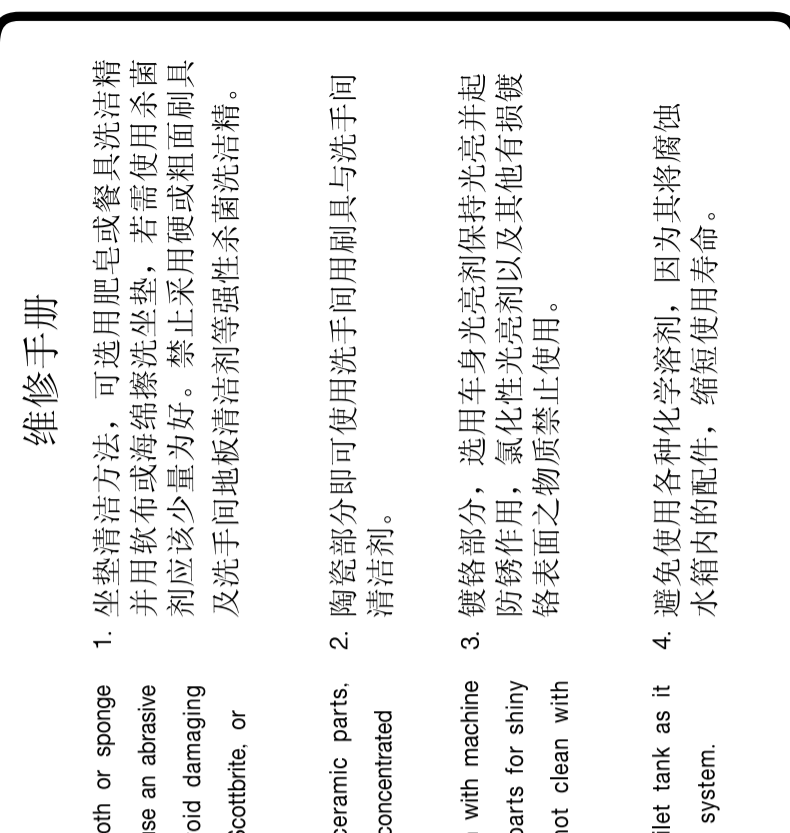 维修手册
1. 坐垫清洁方法，可选用肥皂或餐具洗洁精
并用软布或海绵擦洗坐垫，若需使用杀菌
剂应该少量为好。禁止采用硬或粗面刷具
及洗手间地板清洁剂等强性杀菌洗洁精。
2. 陶瓷部分即可使用洗手间用刷具与洗手间
清洁剂。
3. 镀铬部分，选用车身光亮剂保持光亮并起
防锈作用，氯化性光亮剂以及其他有损镀
铬表面之物质禁止使用。
4. 避免使用各种化学溶剂，因为其将腐蚀
水箱内的配件，缩短使用寿命。
or sponge
an abrasive
damaging
Scottbrite, or
ceramic parts,
concentrated
with machine
parts for shiny
not clean with
tank as it
system.